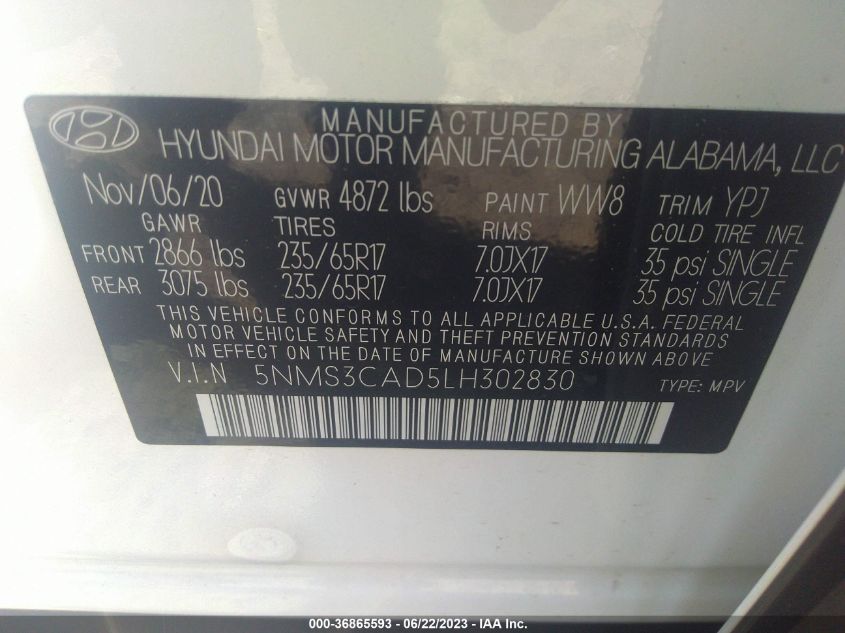 MANUFACTURED BY
HYUNDAI MOTOR MANUFACTURING ALABAMA, LLC
Nov/06/20 GVWR 4872 lbs PAINT WW8 TRIM YPJ
GAWR TIRES RIMS COLD TIRE INFL
FRONT 2866 lbs 235/65R17 7.0JX17 35 psi SINGLE
REAR 3075 lbs 235/65R17 7.0JX17 35 psi SINGLE
THIS VEHICLE CONFORMS TO ALL APPLICABLE U.S.A. FEDERAL
MOTOR VEHICLE SAFETY AND THEFT PREVENTION STANDARDS
IN EFFECT ON THE DATE OF MANUFACTURE SHOWN ABOVE
V.I.N 5NMS3CAD5LH302830 TYPE: MPV
000-36865593 - 06/22/2023 - IAA Inc.